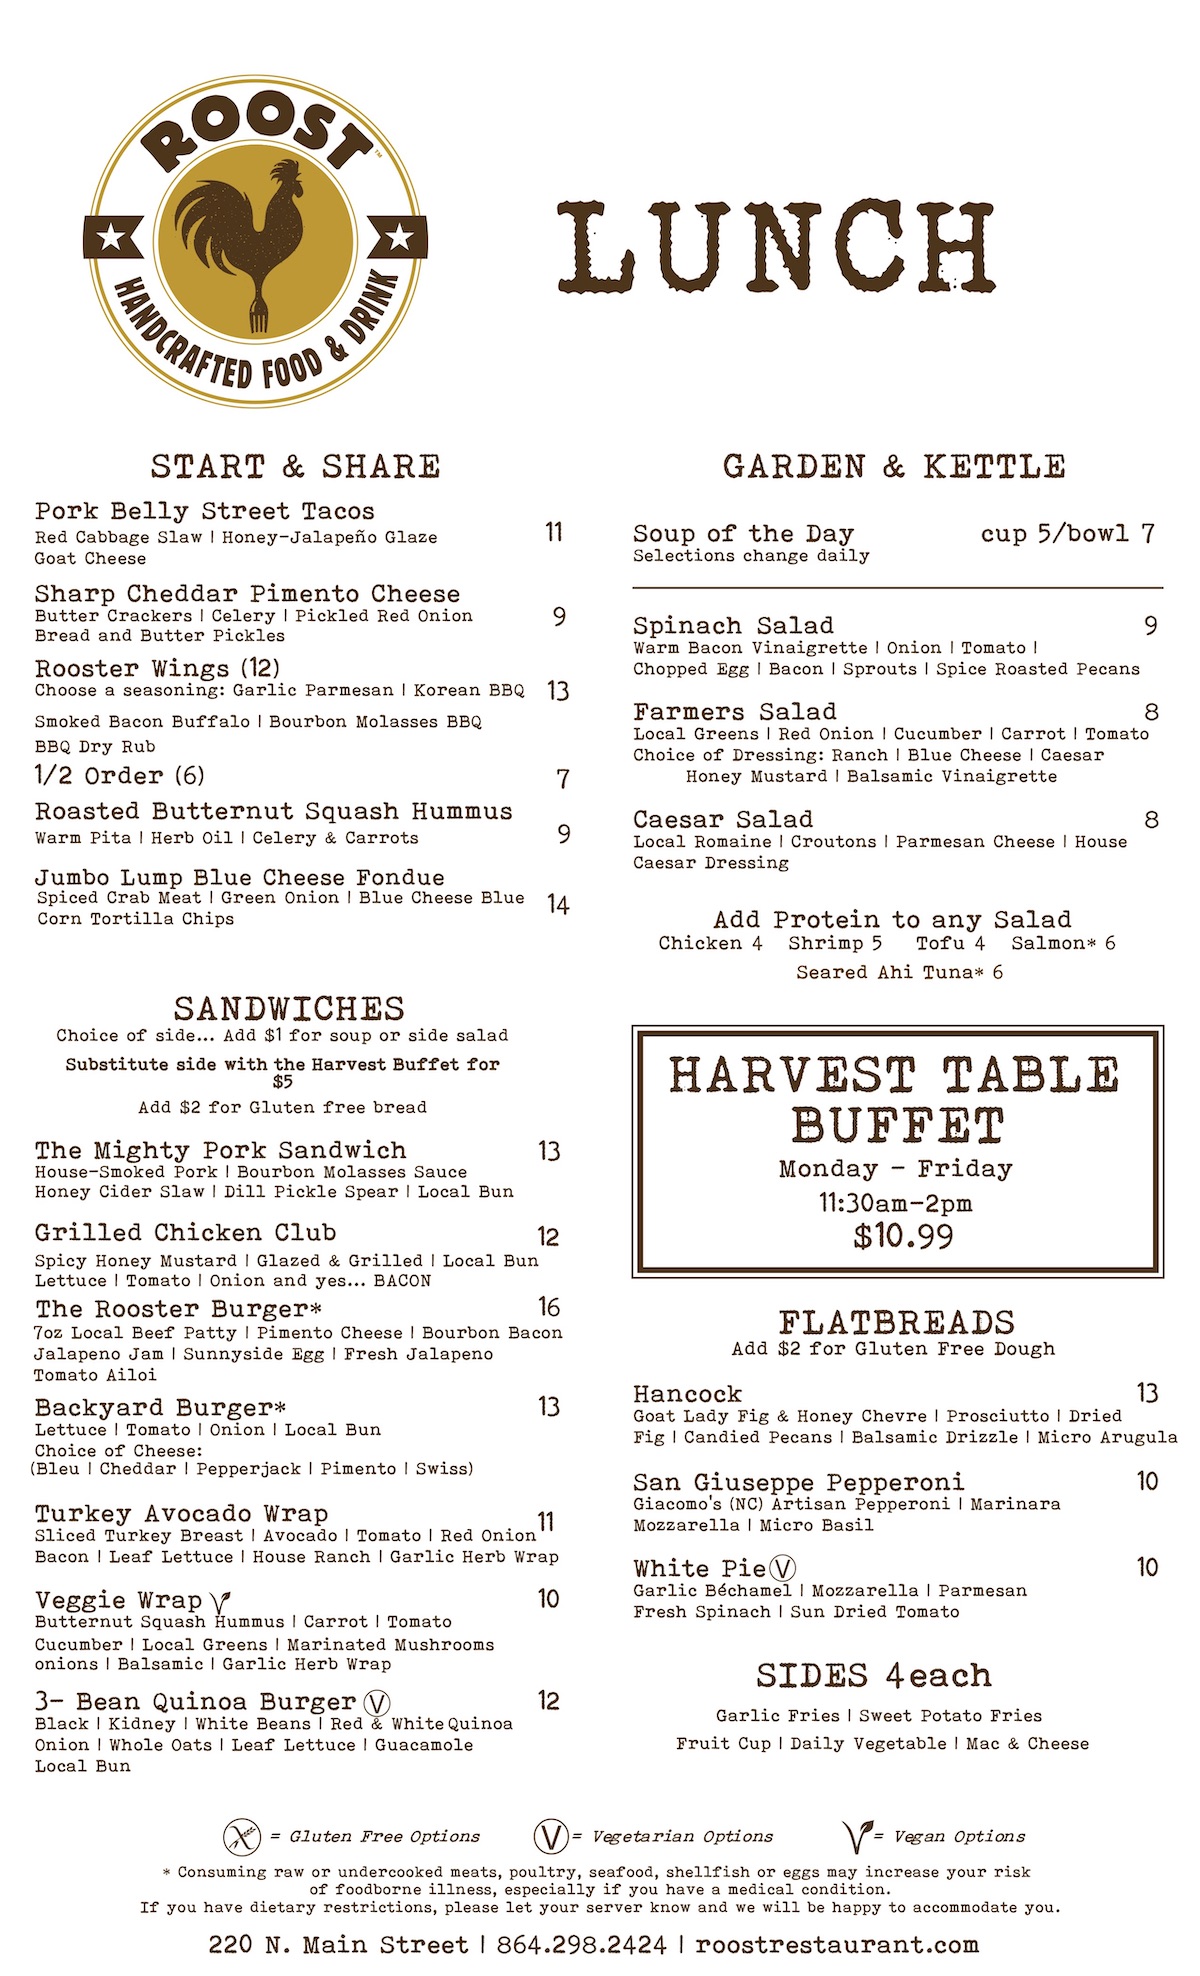 ROOST™
HANDCRAFTED FOOD & DRINK
LUNCH
START & SHARE
Pork Belly Street Tacos 11
Red Cabbage Slaw | Honey-Jalapeño Glaze
Goat Cheese
Sharp Cheddar Pimento Cheese
Butter Crackers | Celery | Pickled Red Onion 9
Bread and Butter Pickles
Rooster Wings (12)
Choose a seasoning: Garlic Parmesan | Korean BBQ 13
Smoked Bacon Buffalo | Bourbon Molasses BBQ
BBQ Dry Rub
1/2 Order (6) 7
Roasted Butternut Squash Hummus
Warm Pita | Herb Oil | Celery & Carrots 9
Jumbo Lump Blue Cheese Fondue
Spiced Crab Meat | Green Onion | Blue Cheese Blue 14
Corn Tortilla Chips
SANDWICHES
Choice of side... Add $1 for soup or side salad
Substitute side with the Harvest Buffet for
$5
Add $2 for Gluten free bread
The Mighty Pork Sandwich 13
House-Smoked Pork | Bourbon Molasses Sauce
Honey Cider Slaw | Dill Pickle Spear | Local Bun
Grilled Chicken Club 12
Spicy Honey Mustard | Glazed & Grilled | Local Bun
Lettuce | Tomato | Onion and yes... BACON
The Rooster Burger* 16
7oz Local Beef Patty | Pimento Cheese | Bourbon Bacon
Jalapeno Jam | Sunnyside Egg | Fresh Jalapeno
Tomato Ailoi
Backyard Burger* 13
Lettuce | Tomato | Onion | Local Bun
Choice of Cheese:
(Bleu | Cheddar | Pepperjack | Pimento | Swiss)
Turkey Avocado Wrap 11
Sliced Turkey Breast | Avocado | Tomato | Red Onion
Bacon | Leaf Lettuce | House Ranch | Garlic Herb Wrap
Veggie Wrap V 10
Butternut Squash Hummus | Carrot | Tomato
Cucumber | Local Greens | Marinated Mushrooms
onions | Balsamic | Garlic Herb Wrap
3- Bean Quinoa Burger Ⓥ 12
Black | Kidney | White Beans | Red & White Quinoa
Onion | Whole Oats | Leaf Lettuce | Guacamole
Local Bun
GARDEN & KETTLE
Soup of the Day cup 5/bowl 7
Selections change daily
Spinach Salad 9
Warm Bacon Vinaigrette | Onion | Tomato |
Chopped Egg | Bacon | Sprouts | Spice Roasted Pecans
Farmers Salad 8
Local Greens | Red Onion | Cucumber | Carrot | Tomato
Choice of Dressing: Ranch | Blue Cheese | Caesar
Honey Mustard | Balsamic Vinaigrette
Caesar Salad 8
Local Romaine | Croutons | Parmesan Cheese | House
Caesar Dressing
Add Protein to any Salad
Chicken 4 Shrimp 5 Tofu 4 Salmon* 6
Seared Ahi Tuna* 6
HARVEST TABLE
BUFFET
Monday - Friday
11:30am-2pm
$10.99
FLATBREADS
Add $2 for Gluten Free Dough
Hancock 13
Goat Lady Fig & Honey Chevre | Prosciutto | Dried
Fig | Candied Pecans | Balsamic Drizzle | Micro Arugula
San Giuseppe Pepperoni 10
Giacomo's (NC) Artisan Pepperoni | Marinara
Mozzarella | Micro Basil
White Pie Ⓥ 10
Garlic Béchamel | Mozzarella | Parmesan
Fresh Spinach | Sun Dried Tomato
SIDES 4 each
Garlic Fries | Sweet Potato Fries
Fruit Cup | Daily Vegetable | Mac & Cheese
= Gluten Free Options Ⓥ = Vegetarian Options V = Vegan Options
* Consuming raw or undercooked meats, poultry, seafood, shellfish or eggs may increase your risk
of foodborne illness, especially if you have a medical condition.
If you have dietary restrictions, please let your server know and we will be happy to accommodate you.
220 N. Main Street | 864.298.2424 | roostrestaurant.com